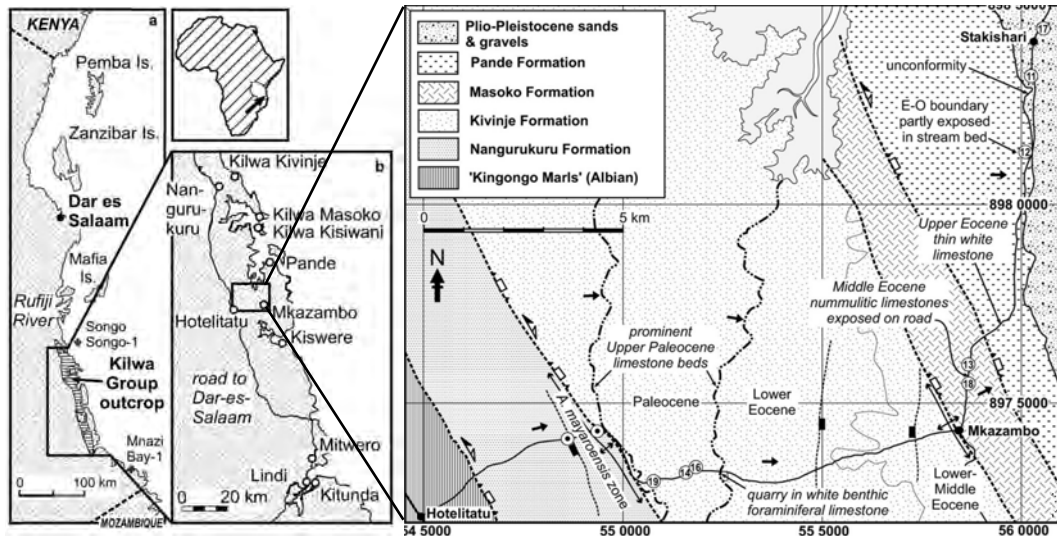 KENYA
a
Pemba Is.
Zanzibar Is.
Dar es
Salaam
Mafia
Is.
Rufiji
River
Songo
Songo-1
Kilwa
Group
outcrop
Mnazi
Bay-1
0 100 km
MOZAMBIQUE
b
Kilwa Kivinje
Nan-
guru-
kuru
Kilwa Masoko
Kilwa Kisiwani
Pande
Mkazambo
Hotelitatu
Kiswere
road to
Dar-es-
Salaam
Mitwero
Lindi
Kitunda
0 20 km
Plio-Pleistocene sands
& gravels
Pande Formation
Masoko Formation
Kivinje Formation
Nangurukuru Formation
'Kingongo Marls' (Albian)
0 5 km
N
898 5000
Stakishari
17
unconformity
11
E-O boundary
partly exposed
in stream bed
12
898 0000
Upper Eocene
thin white
limestone
Middle Eocene
nummulitic limestones
exposed on road
prominent
Upper Paleocene
limestone beds
13
18
Paleocene
Lower
Eocene
897 5000
A. mayaroensis zone
Mkazambo
19
14
16
quarry in white benthic
foraminiferal limestone
Lower-
Middle
Eocene
Hotelitatu
54 5000
55 0000
55 5000
56 0000